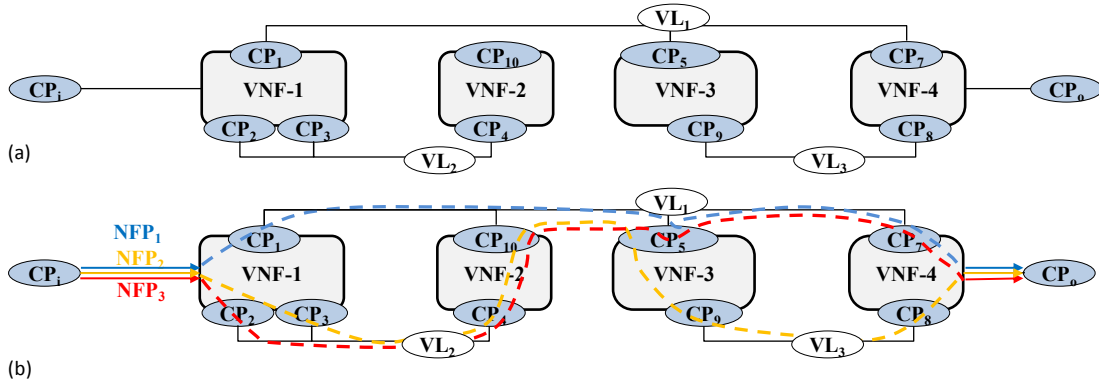 VL1
CP1 CP10 CP5 CP7
CPi VNF-1 VNF-2 VNF-3 VNF-4 CPo
CP2 CP3 CP4 CP9 CP8
(a) VL2 VL3
VL1
NFP1 CP1 CP10 CP5 CP7
NFP2
CPi VNF-1 VNF-2 VNF-3 VNF-4 CPo
NFP3
CP2 CP3 CP4 CP9 CP8
VL2 VL3
(b)